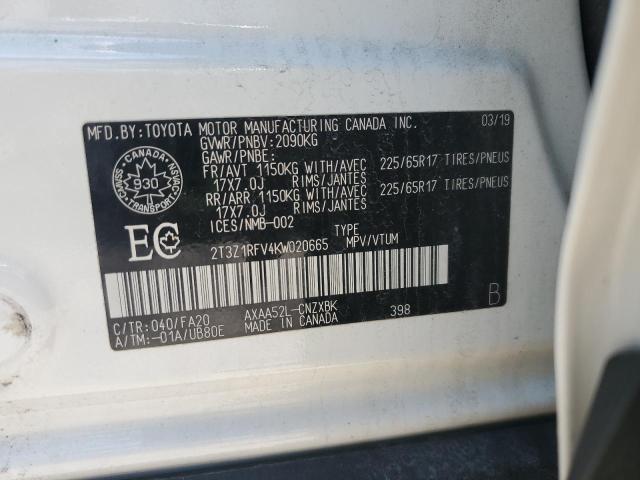 MFD.BY:TOYOTA MOTOR MANUFACTURING CANADA INC. 03/19
GVWR/PNBV:2090KG
GAWR/PNBE:
FR/AVT 1150KG WITH/AVEC 225/65R17 TIRES/PNEUS
17X7.0J RIMS/JANTES
RR/ARR 1150KG WITH/AVEC 225/65R17 TIRES/PNEUS
17X7.0J RIMS/JANTES
ICES/NMB-002
CMVSS NSVAC
930
TRANSPORT
TYPE
EC 2T3Z1RFV4KW020665 MPV/VTUM
C/TR:040/FA20 AXAA52L-CNZXBK 398 B
A/TM:-01A/UB80E MADE IN CANADA